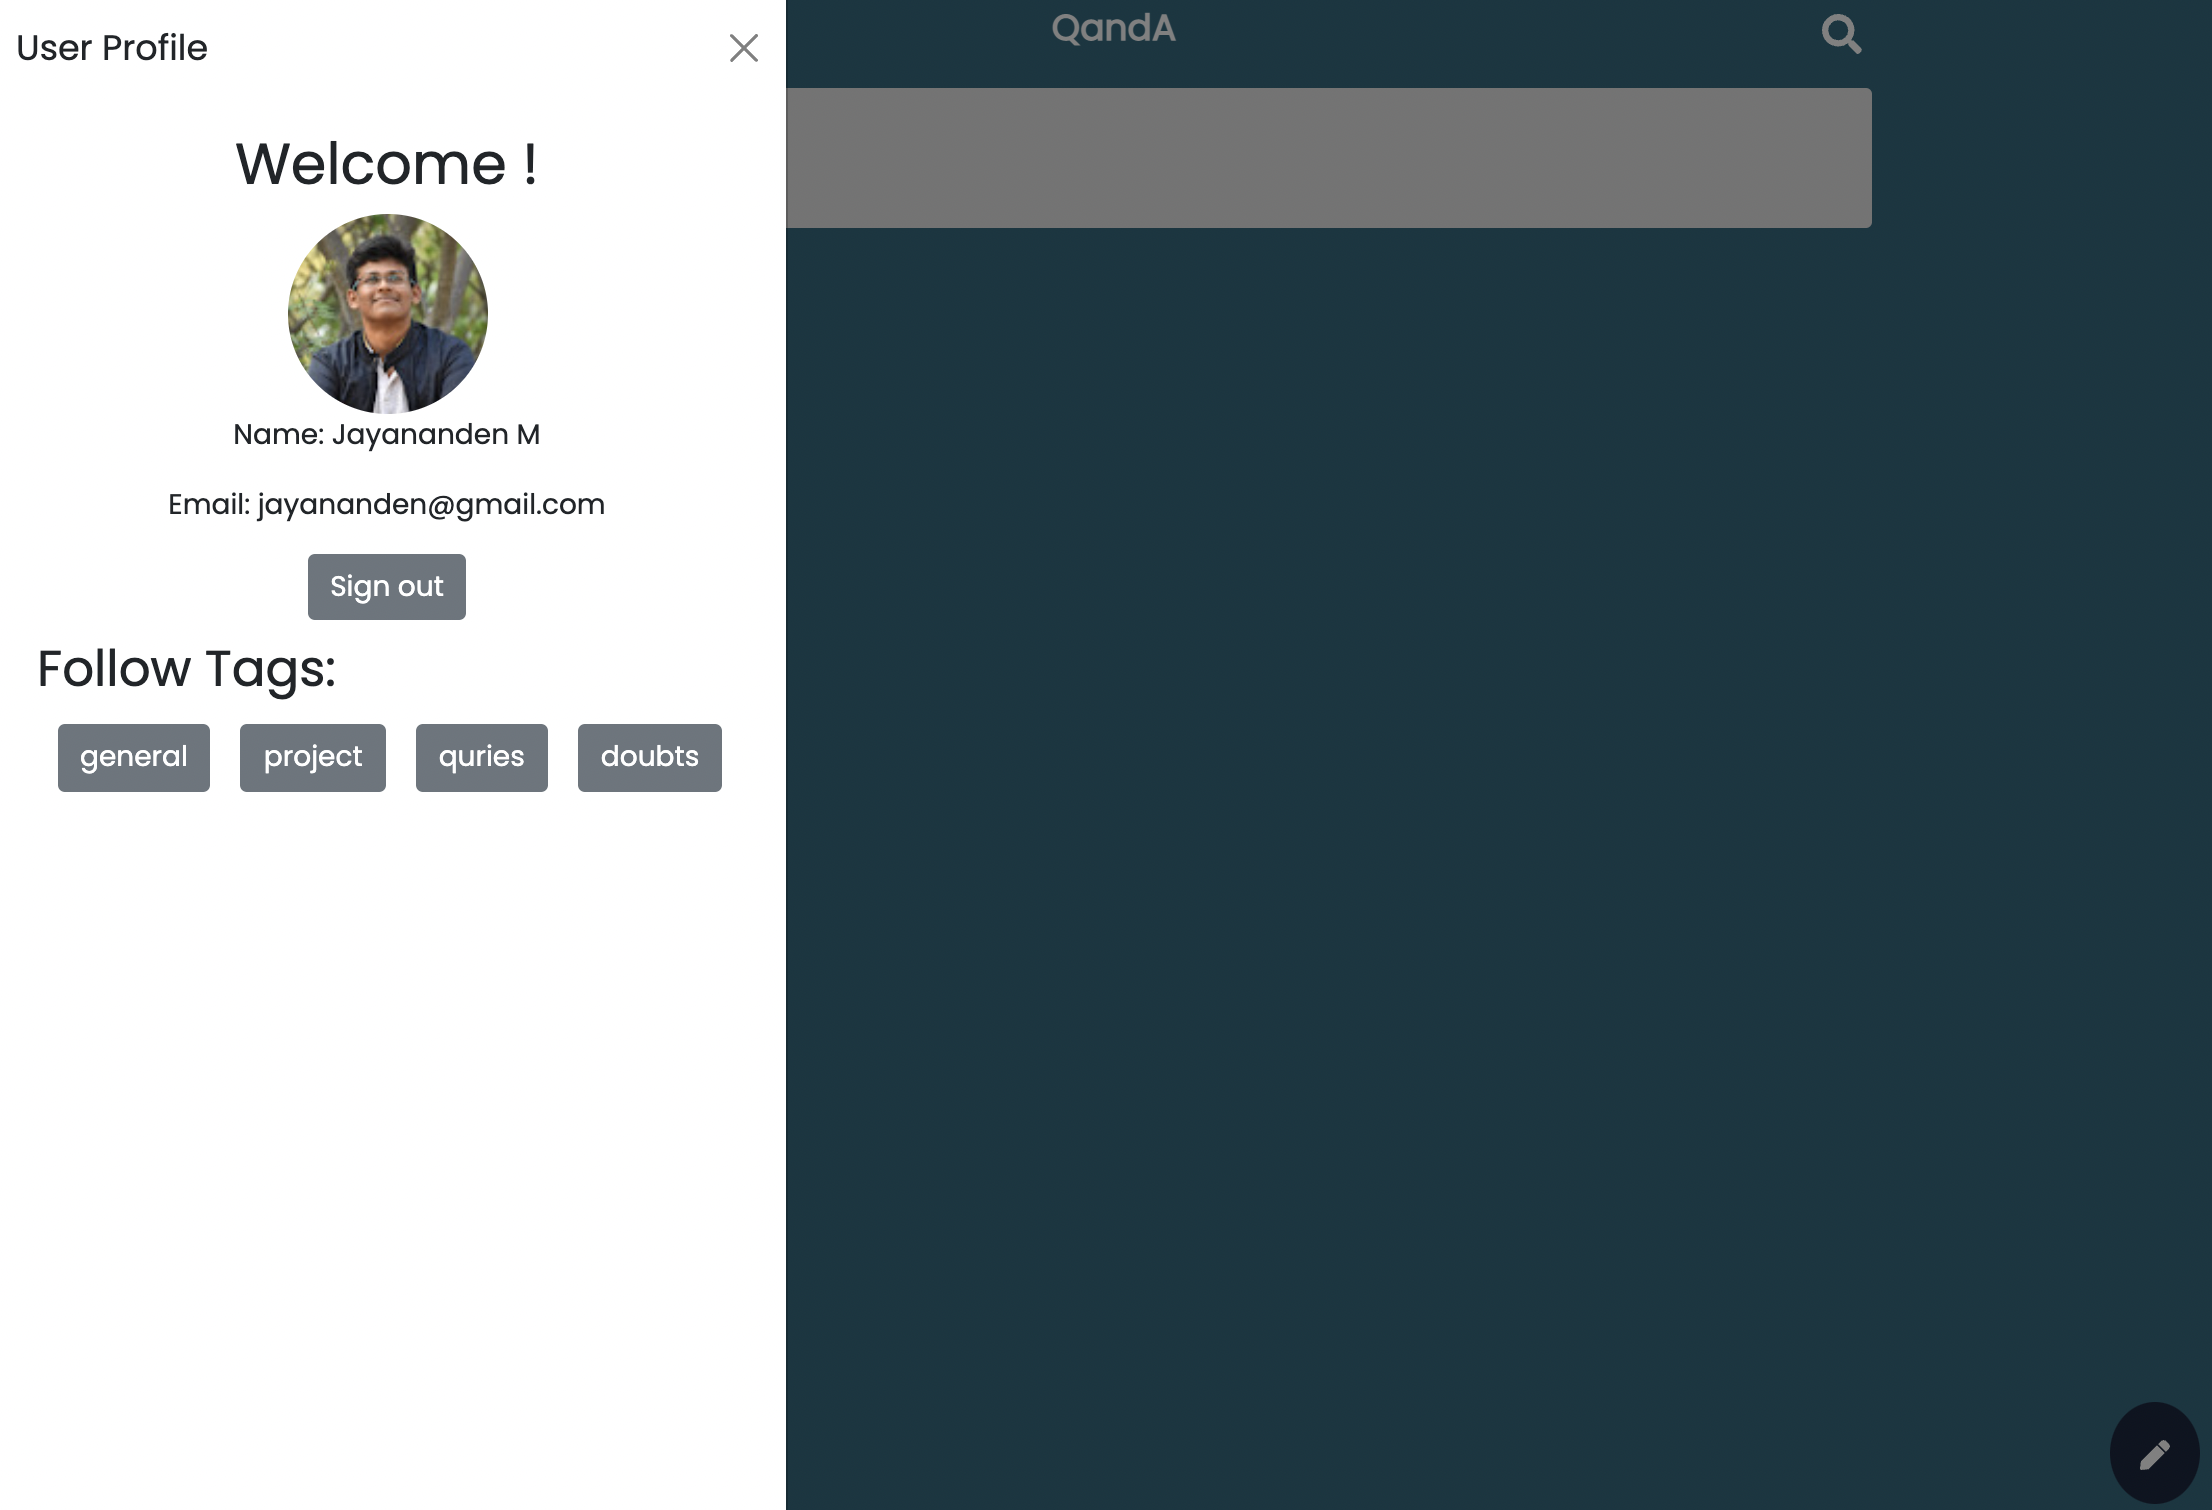 User Profile
QandA
Welcome !
Name: Jayananden M
Email: jayananden@gmail.com
Sign out
Follow Tags:
general project quries doubts